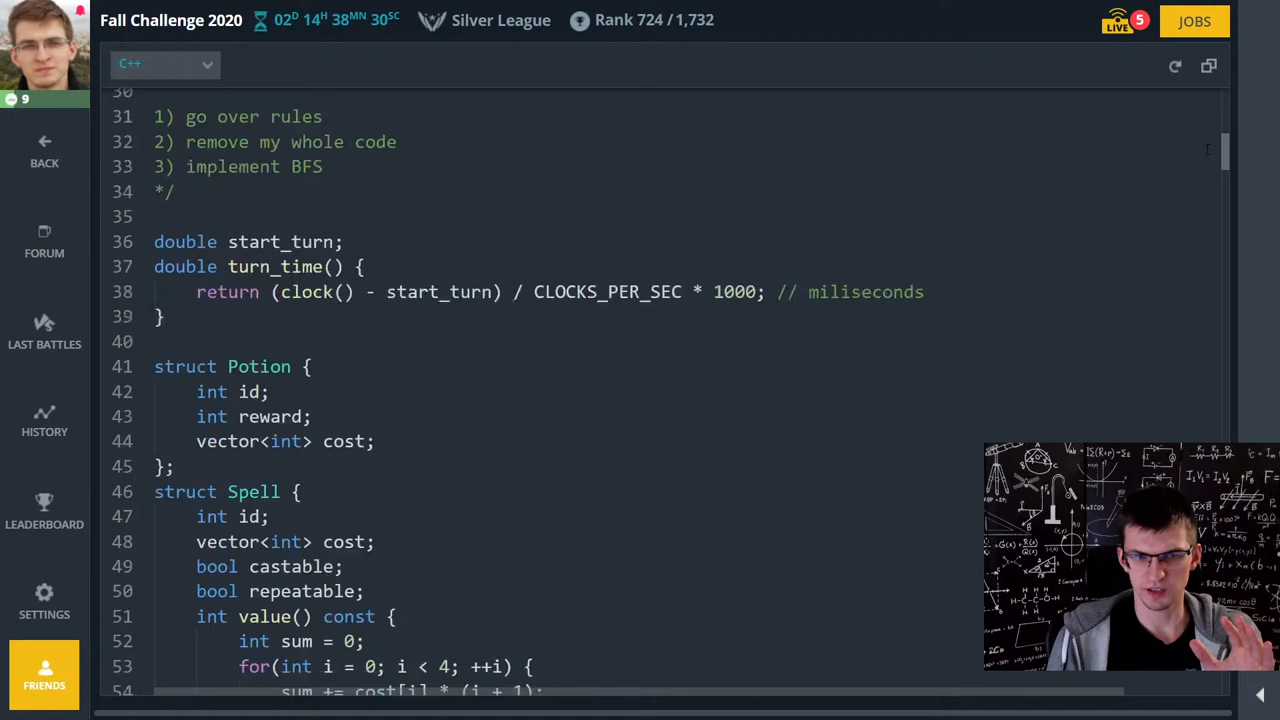 Fall Challenge 2020 02D 14H 38MN 30SC Silver League Rank 724 / 1,732 LIVE 5 JOBS
C++
9
BACK
FORUM
LAST BATTLES
HISTORY
LEADERBOARD
SETTINGS
FRIENDS
30
31 1) go over rules
32 2) remove my whole code
33 3) implement BFS
34 */
35
36 double start_turn;
37 double turn_time() {
38 return (clock() - start_turn) / CLOCKS_PER_SEC * 1000; // miliseconds
39 }
40
41 struct Potion {
42 int id;
43 int reward;
44 vector<int> cost;
45 };
46 struct Spell {
47 int id;
48 vector<int> cost;
49 bool castable;
50 bool repeatable;
51 int value() const {
52 int sum = 0;
53 for(int i = 0; i < 4; ++i) {
54 sum += cost[i] * (i + 1);